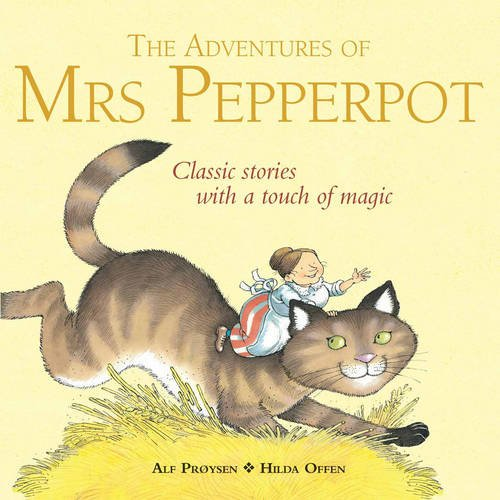 THE ADVENTURES OF
MRS PEPPERPOT
Classic stories
with a touch of magic
ALF PRØYSEN ❖ HILDA OFFEN